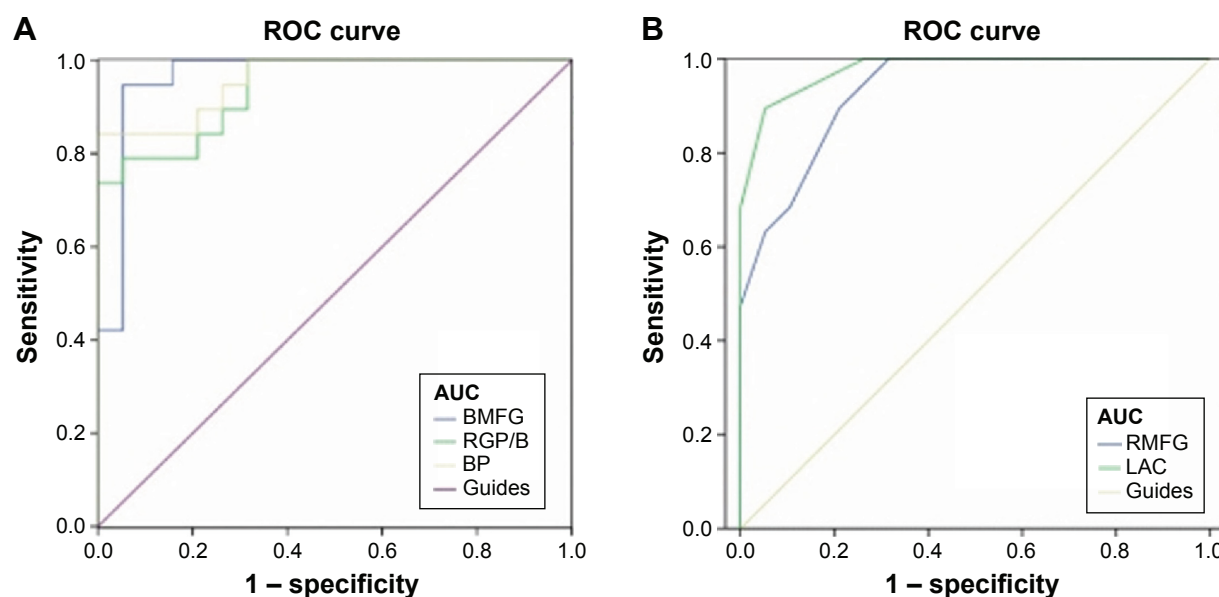 A
ROC curve
1.0
0.8
0.6
0.4
0.2
0.0
Sensitivity
0.0
0.2
0.4
0.6
0.8
1.0
1 – specificity
AUC
BMFG
RGP/B
BP
Guides
B
ROC curve
1.0
0.8
0.6
0.4
0.2
0.0
Sensitivity
0.0
0.2
0.4
0.6
0.8
1.0
1 – specificity
AUC
RMFG
LAC
Guides